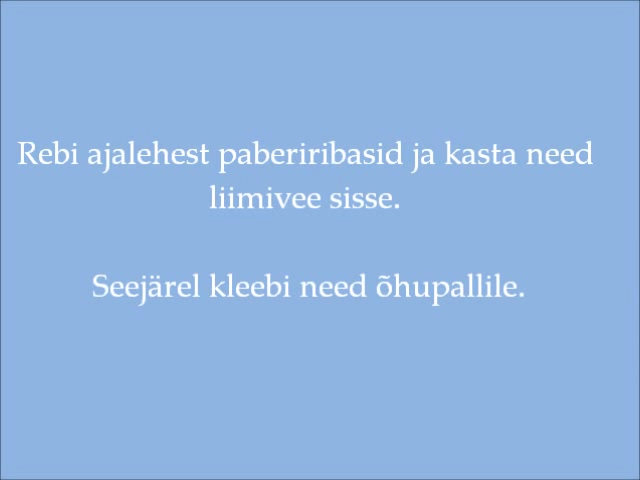 Rebi ajalehest paberiribasid ja kasta need
liimivee sisse.
Seejärel kleebi need õhupallile.